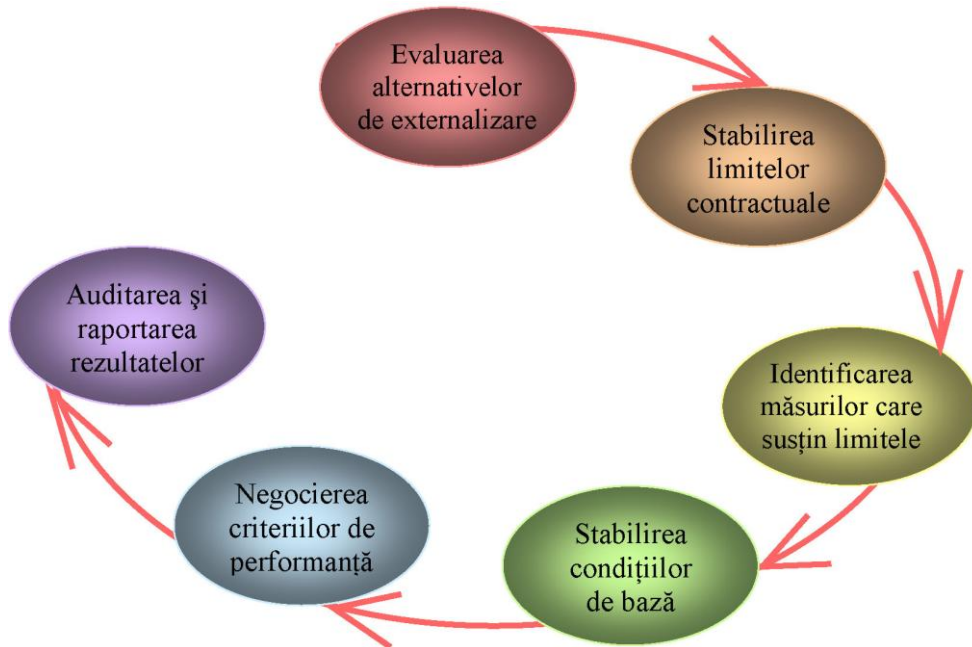 Evaluarea
alternativelor
de externalizare
Stabilirea
limitelor
contractuale
Identificarea
măsurilor care
susțin limitele
Stabilirea
condițiilor
de bază
Negocierea
criteriilor de
performanță
Auditarea şi
raportarea
rezultatelor